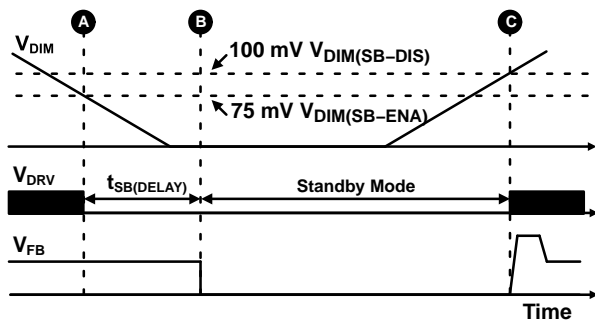 A B C
V_DIM
100 mV V_DIM(SB–DIS)
75 mV V_DIM(SB–ENA)
V_DRV
t_SB(DELAY)
Standby Mode
V_FB
Time